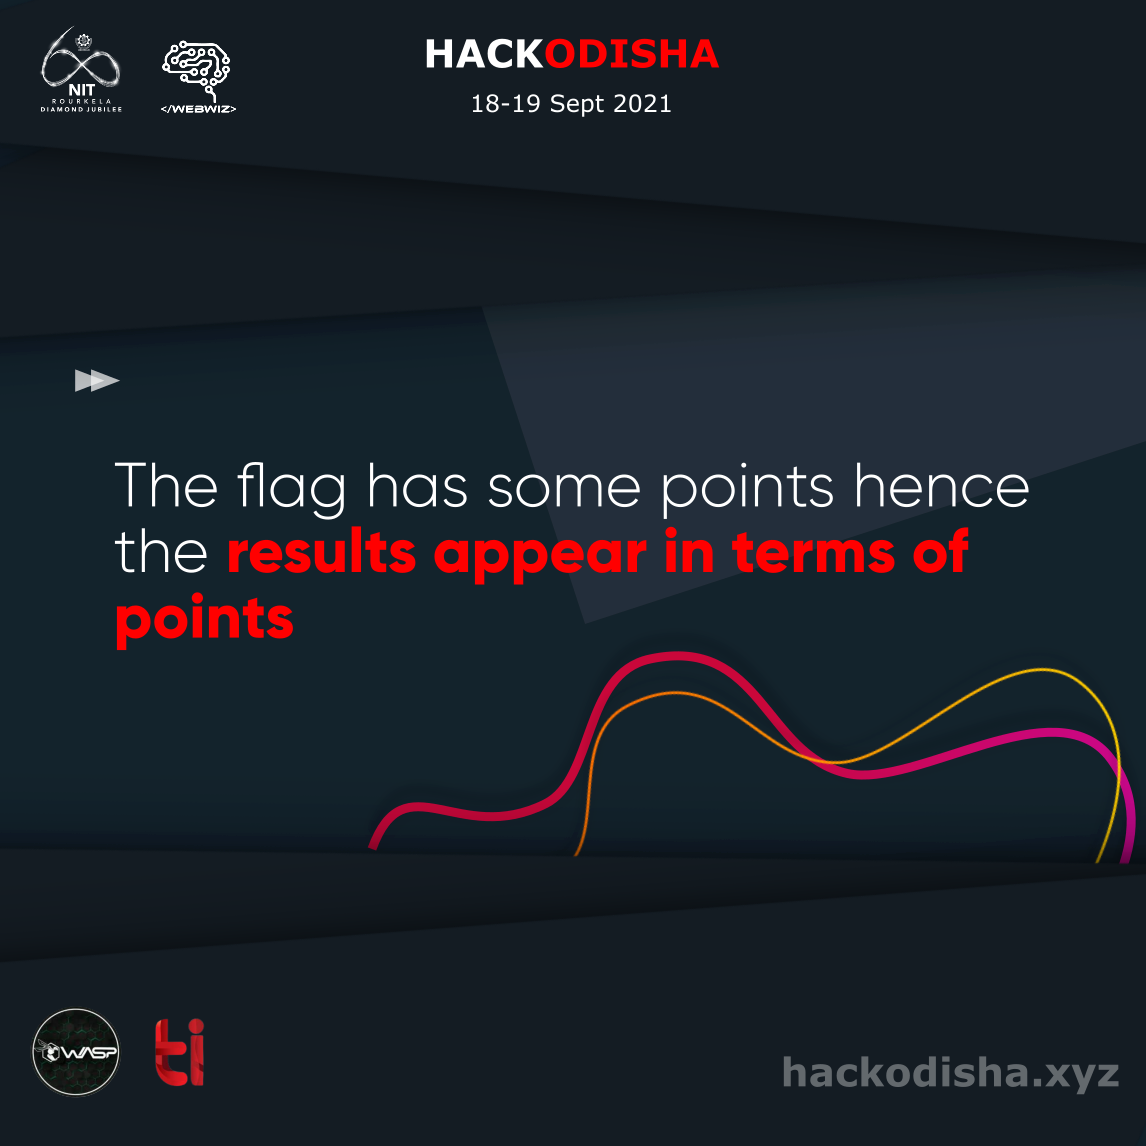 NIT
ROURKELA
DIAMOND JUBILEE
</WEBWIZ>
HACKODISHA
18-19 Sept 2021
The flag has some points hence
the results appear in terms of
points
WASP
ti
hackodisha.xyz